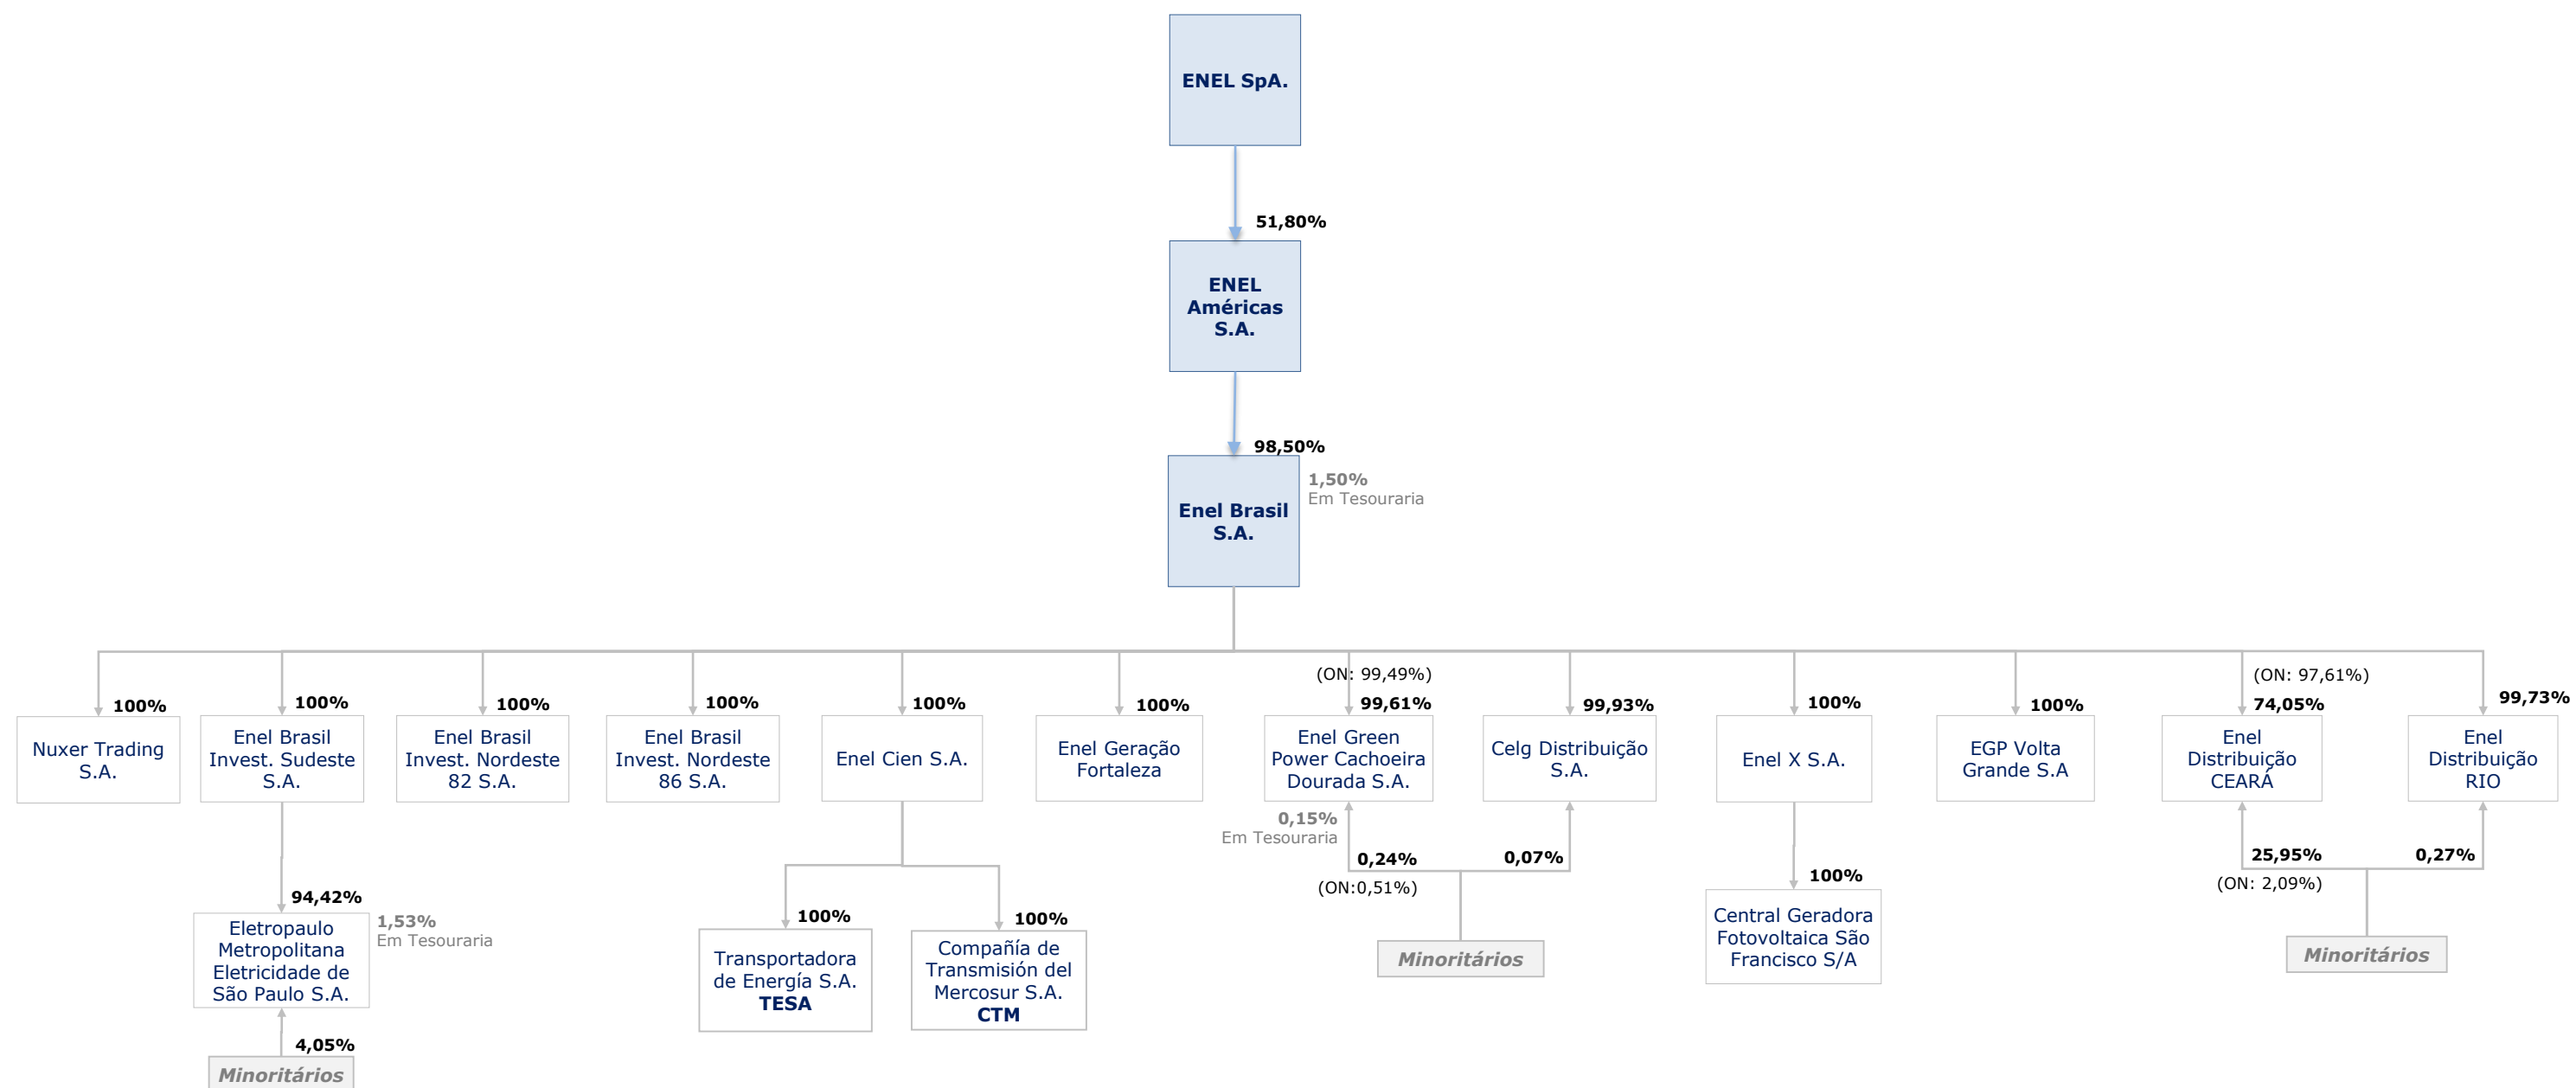 ENEL SpA.
51,80%
ENEL
Américas
S.A.
98,50%
1,50%
Em Tesouraria
Enel Brasil
S.A.
(ON: 99,49%)
(ON: 97,61%)
100%
100%
100%
100%
100%
100%
99,61%
99,93%
100%
100%
74,05%
99,73%
Nuxer Trading
S.A.
Enel Brasil
Invest. Sudeste
S.A.
Enel Brasil
Invest. Nordeste
82 S.A.
Enel Brasil
Invest. Nordeste
86 S.A.
Enel Cien S.A.
Enel Geração
Fortaleza
Enel Green
Power Cachoeira
Dourada S.A.
Celg Distribuição
S.A.
Enel X S.A.
EGP Volta
Grande S.A
Enel
Distribuição
CEARÁ
Enel
Distribuição
RIO
0,15%
Em Tesouraria
0,24%
0,07%
(ON:0,51%)
25,95%
0,27%
(ON: 2,09%)
94,42%
1,53%
Em Tesouraria
Eletropaulo
Metropolitana
Eletricidade de
São Paulo S.A.
100%
Transportadora
de Energía S.A.
TESA
100%
Compañía de
Transmisión del
Mercosur S.A.
CTM
Minoritários
100%
Central Geradora
Fotovoltaica São
Francisco S/A
Minoritários
4,05%
Minoritários